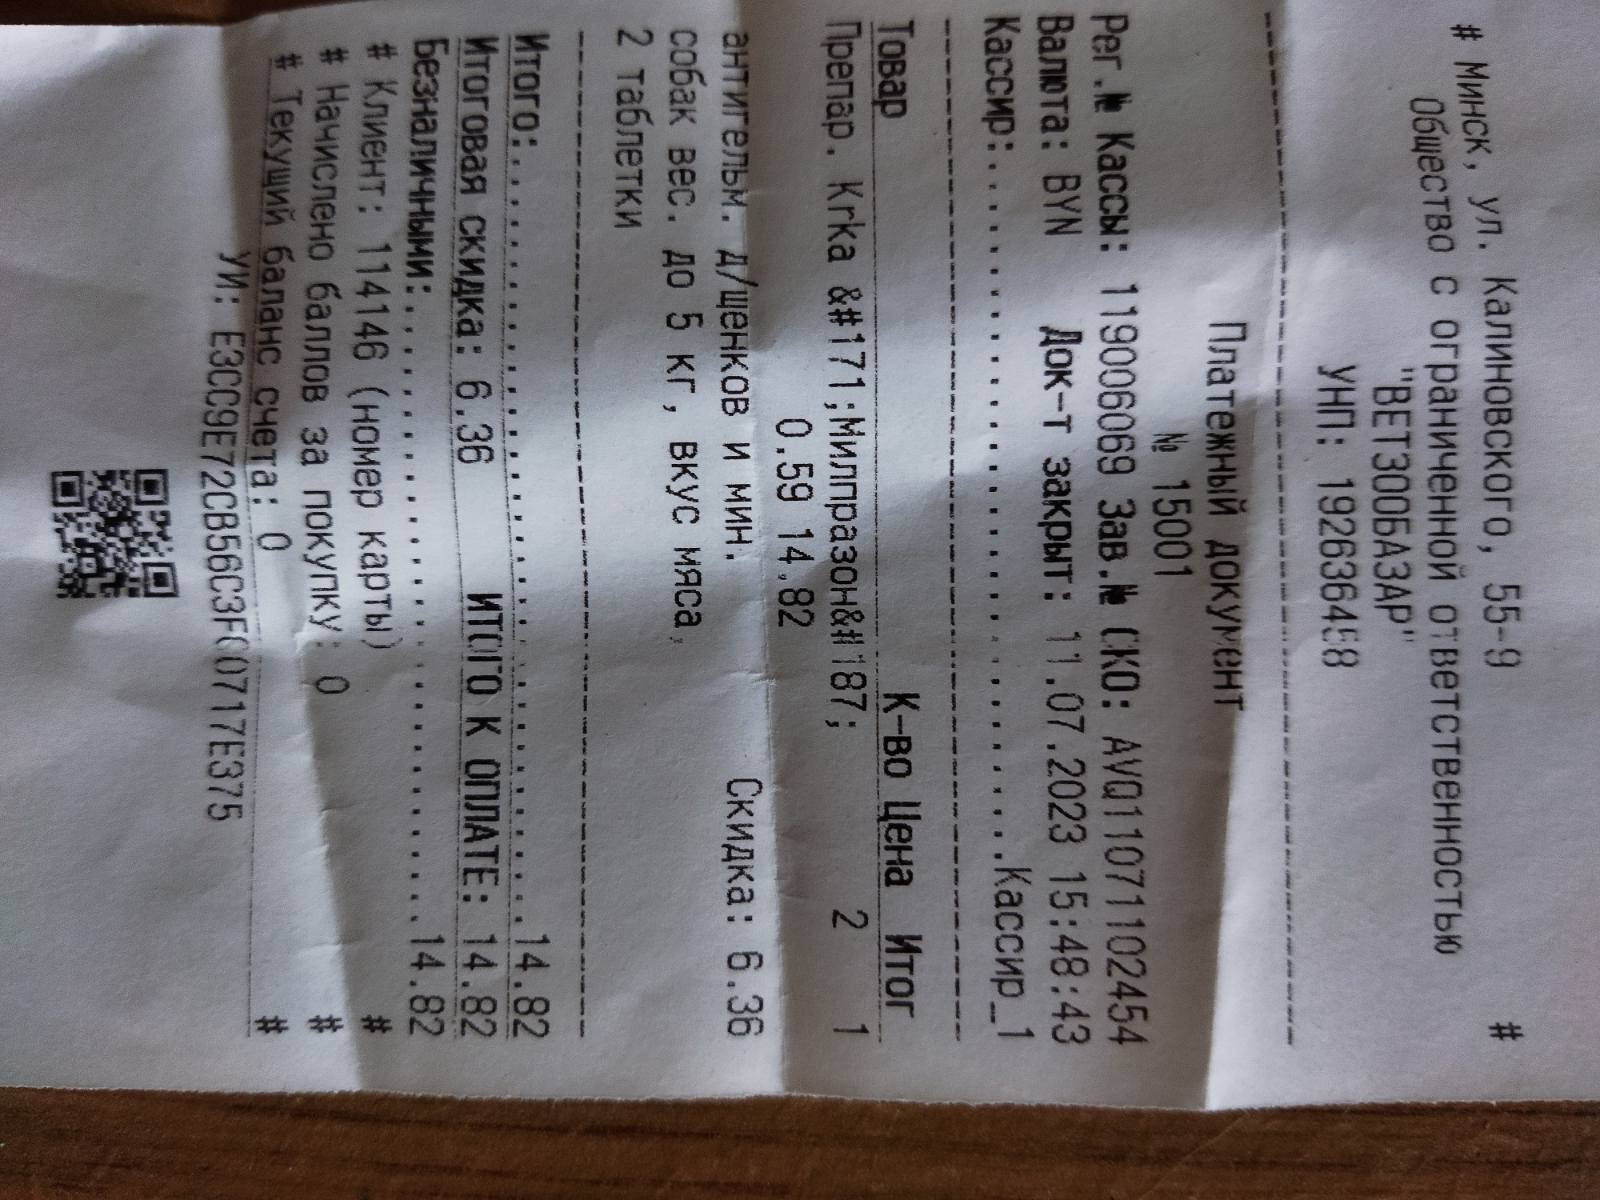 # Минск, ул. Калиновского, 55-9 #
Общество с ограниченной ответственностью
"ВЕТЗООБАЗАР"
УНП: 192636458
Платежный документ
№ 15001
Рег.№ Кассы: 119006069 Зав.№ СКО: AVQ11071102454
Валюта: BYN Док-т закрыт: 11.07.2023 15:48:43
Кассир:..............................Кассир_1
Товар К-во Цена Итог
Препар. Krka &#171;Милпразон&#187; 2 1
0.59 14.82
антигельм. д/щенков и мин. Скидка: 6.36
собак вес. до 5 кг, вкус мяса,
2 таблетки
Итого:..................................14.82
Итоговая скидка: 6.36 ИТОГО К ОПЛАТЕ: 14.82
Безналичными:...........................14.82
# Клиент: 114146 (номер карты) #
# Начислено баллов за покупку: 0 #
# Текущий баланс счета: 0 #
УИ: E3CC9E72CB56C3FC0717E375